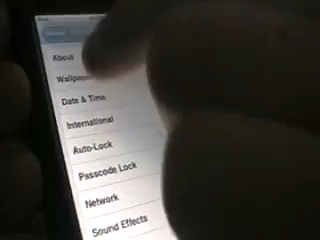 About
Date & Time
International
Auto-Lock
Passcode Lock
Network
Sound Effects